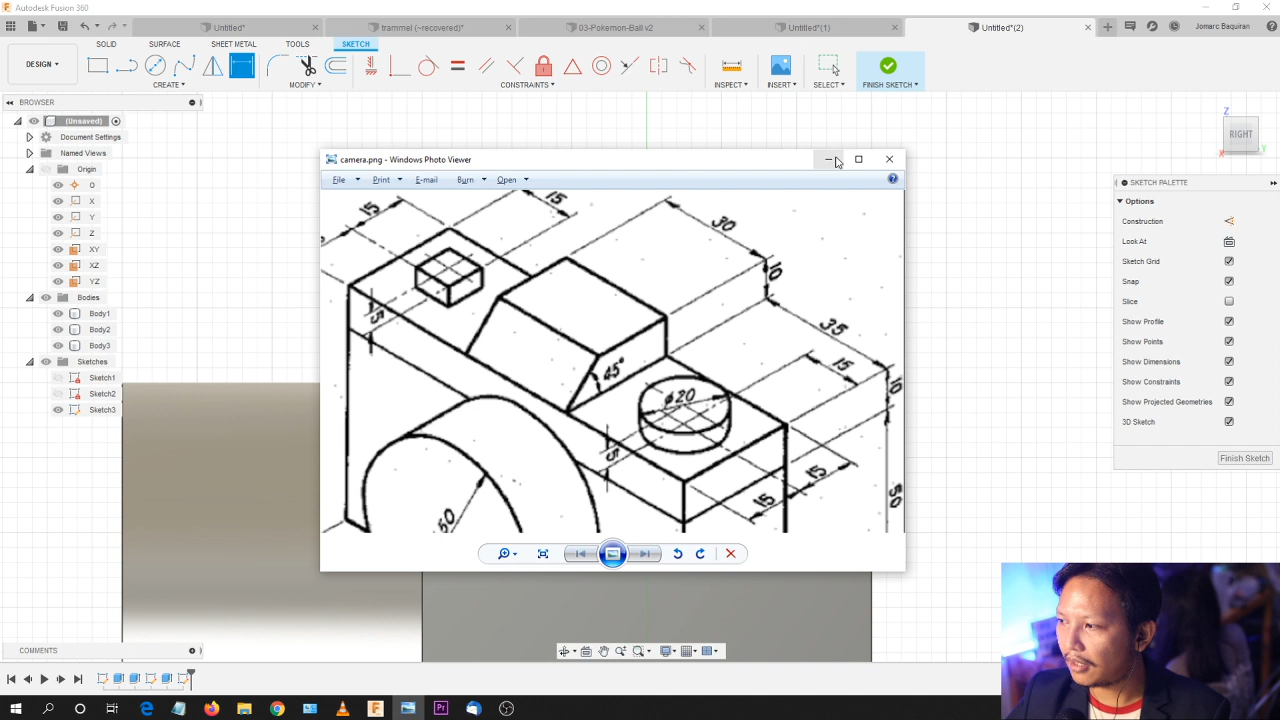 Autodesk Fusion 360
Untitled*
trammel (~recovered)*
03-Pokemon-Ball v2
Untitled*(1)
Untitled*(2)
Jomarc Baquiran
SOLID
SURFACE
SHEET METAL
TOOLS
SKETCH
DESIGN
CREATE
MODIFY
CONSTRAINTS
INSPECT
INSERT
SELECT
FINISH SKETCH
BROWSER
(Unsaved)
Document Settings
Named Views
Origin
O
X
Y
Z
XY
XZ
YZ
Bodies
Body1
Body2
Body3
Sketches
Sketch1
Sketch2
Sketch3
camera.png - Windows Photo Viewer
File
Print
E-mail
Burn
Open
15
15
30
10
5
35
15
10
45°
ϕ20
5
15
15
50
60
Z
RIGHT
X
Y
SKETCH PALETTE
Options
Construction
Look At
Sketch Grid
Snap
Slice
Show Profile
Show Points
Show Dimensions
Show Constraints
Show Projected Geometries
3D Sketch
Finish Sketch
COMMENTS